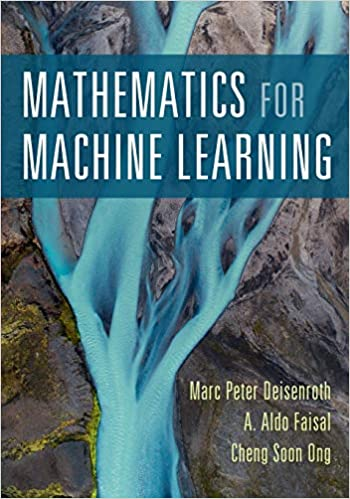 MATHEMATICS FOR
MACHINE LEARNING
Marc Peter Deisenroth
A. Aldo Faisal
Cheng Soon Ong